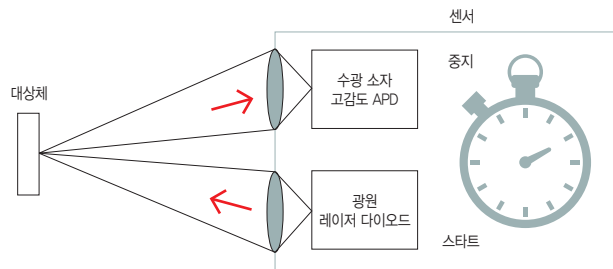 센서
중지
수광 소자
고감도 APD
대상체
광원
레이저 다이오드
스타트